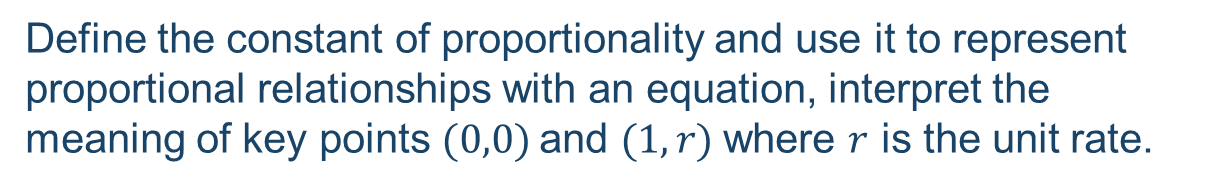 Define the constant of proportionality and use it to represent
proportional relationships with an equation, interpret the
meaning of key points (0,0) and (1, r) where r is the unit rate.